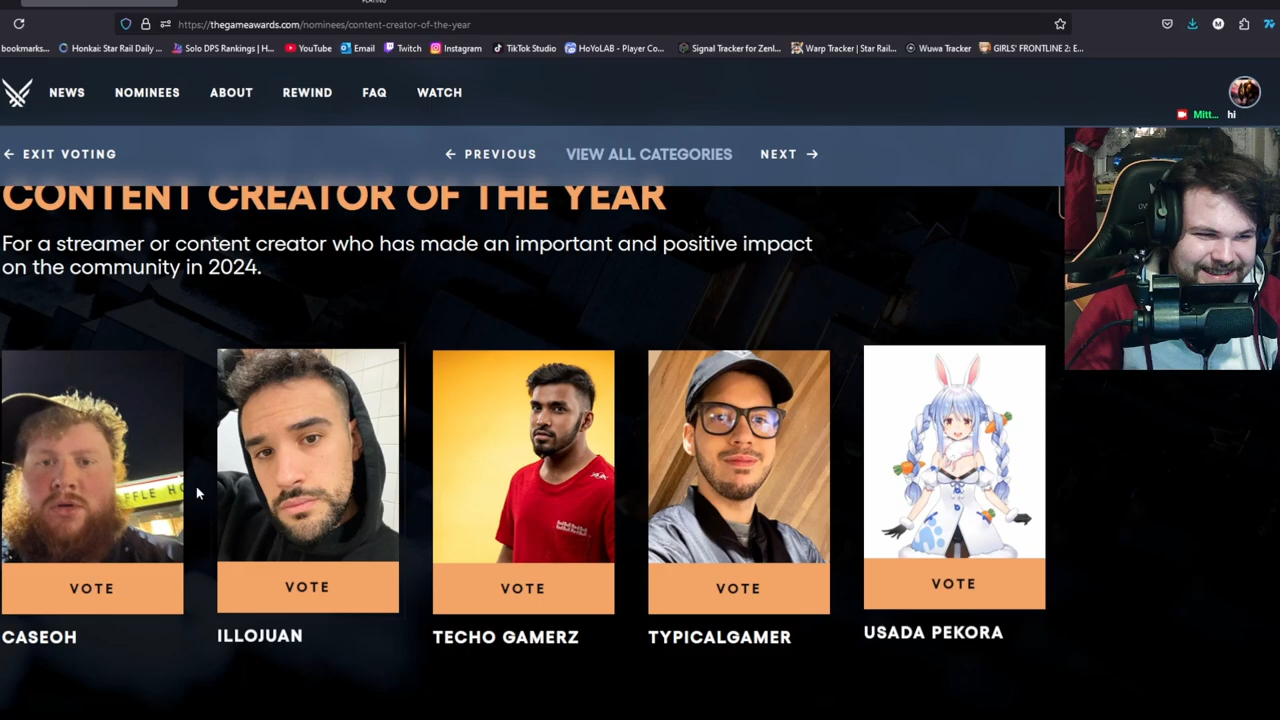 https://thegameawards.com/nominees/content-creator-of-the-year
bookmarks... Honkai: Star Rail Daily ... Solo DPS Rankings | H... YouTube Email Twitch Instagram TikTok Studio HoYoLAB - Player Co... Signal Tracker for Zenl... Warp Tracker | Star Rail... Wuwa Tracker GIRLS' FRONTLINE 2: E...
NEWS NOMINEES ABOUT REWIND FAQ WATCH
Mitt... hi
← EXIT VOTING ← PREVIOUS VIEW ALL CATEGORIES NEXT →
CONTENT CREATOR OF THE YEAR
For a streamer or content creator who has made an important and positive impact
on the community in 2024.
VOTE VOTE VOTE VOTE VOTE
CASEOH ILLOJUAN TECHO GAMERZ TYPICALGAMER USADA PEKORA